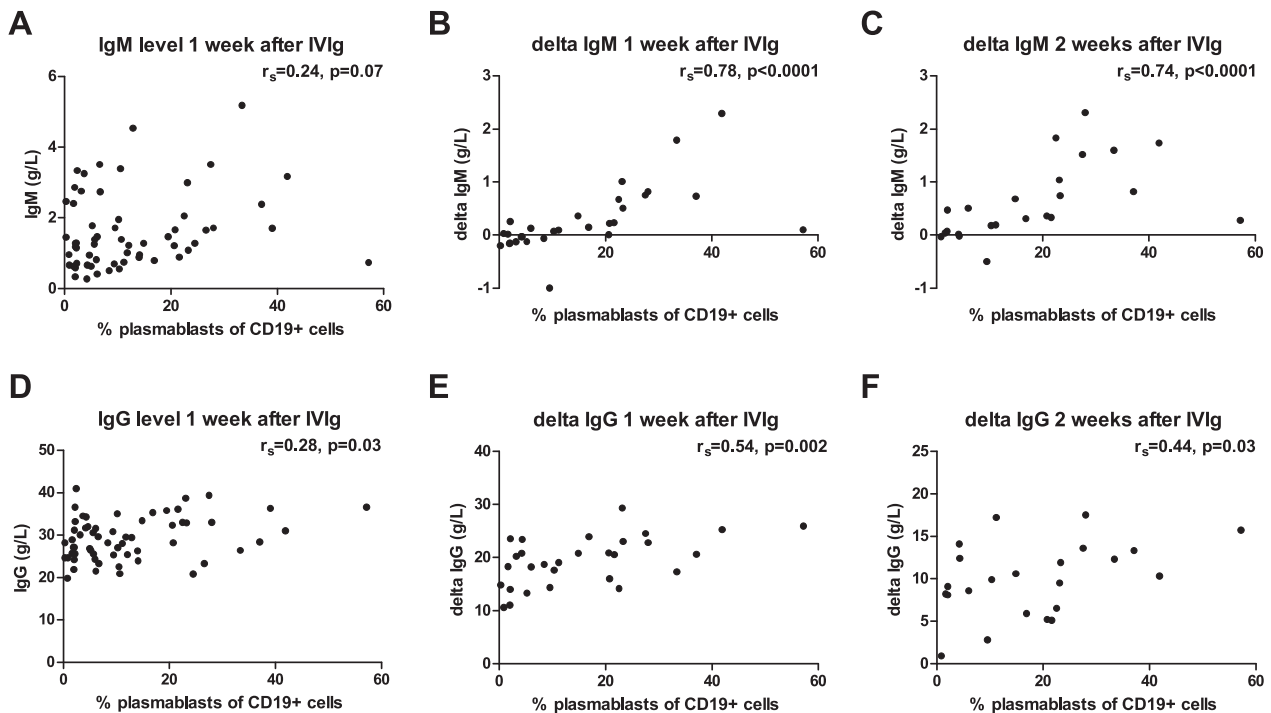 A
IgM level 1 week after IVIg
rs=0.24, p=0.07
IgM (g/L)
6
4
2
0
0 20 40 60
% plasmablasts of CD19+ cells
B
delta IgM 1 week after IVIg
rs=0.78, p<0.0001
delta IgM (g/L)
3
2
1
0
-1
20 40 60
% plasmablasts of CD19+ cells
C
delta IgM 2 weeks after IVIg
rs=0.74, p<0.0001
delta IgM (g/L)
3
2
1
0
-1
20 40 60
% plasmablasts of CD19+ cells
D
IgG level 1 week after IVIg
rs=0.28, p=0.03
IgG (g/L)
50
40
30
20
10
0
0 20 40 60
% plasmablasts of CD19+ cells
E
delta IgG 1 week after IVIg
rs=0.54, p=0.002
delta IgG (g/L)
40
30
20
10
0
0 20 40 60
% plasmablasts of CD19+ cells
F
delta IgG 2 weeks after IVIg
rs=0.44, p=0.03
delta IgG (g/L)
25
20
15
10
5
0
0 20 40 60
% plasmablasts of CD19+ cells